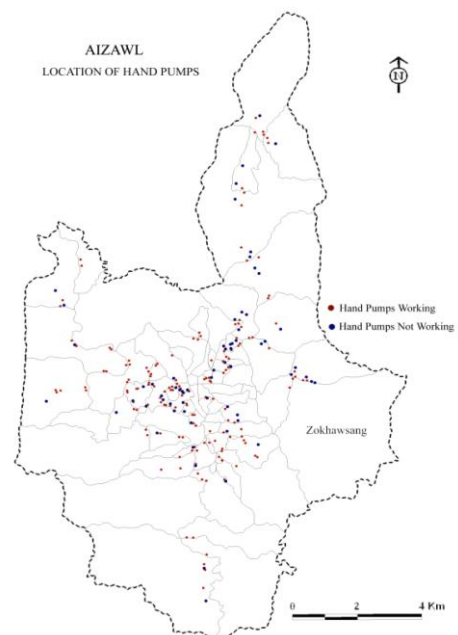 AIZAWL
LOCATION OF HAND PUMPS
N
Hand Pumps Working
Hand Pumps Not Working
Zokhawsang
0 2 4 Km